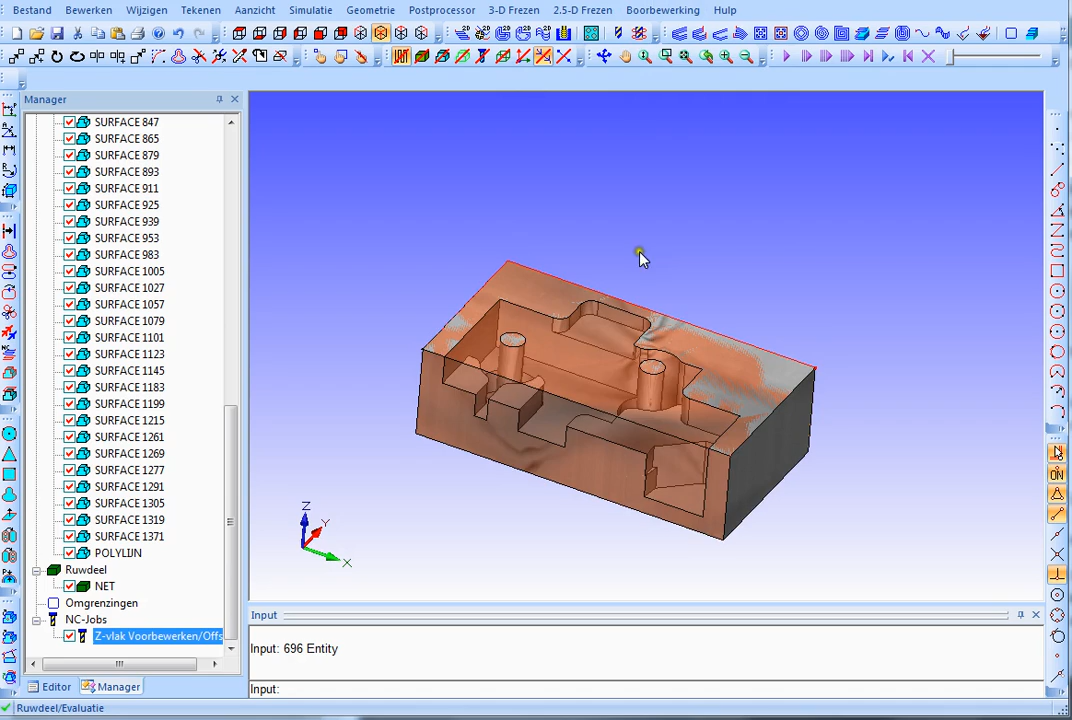 Bestand Bewerken Wijzigen Tekenen Aanzicht Simulatie Geometrie Postprocessor 3-D Frezen 2.5-D Frezen Boorbewerking Help
Manager
SURFACE 847
SURFACE 865
SURFACE 879
SURFACE 893
SURFACE 911
SURFACE 925
SURFACE 939
SURFACE 953
SURFACE 983
SURFACE 1005
SURFACE 1027
SURFACE 1057
SURFACE 1079
SURFACE 1101
SURFACE 1123
SURFACE 1145
SURFACE 1183
SURFACE 1199
SURFACE 1215
SURFACE 1261
SURFACE 1269
SURFACE 1277
SURFACE 1291
SURFACE 1305
SURFACE 1319
SURFACE 1371
POLYLIJN
Ruwdeel
NET
Omgrenzingen
NC-Jobs
Z-vlak Voorbewerken/Offs
Editor Manager
Z
Y
X
Input
Input: 696 Entity
Input:
Ruwdeel/Evaluatie
ON